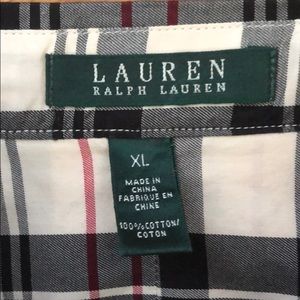 LAUREN
RALPH LAUREN
XL
MADE IN
CHINA
FABRIQUE EN
CHINE
100%COTTON/
COTON